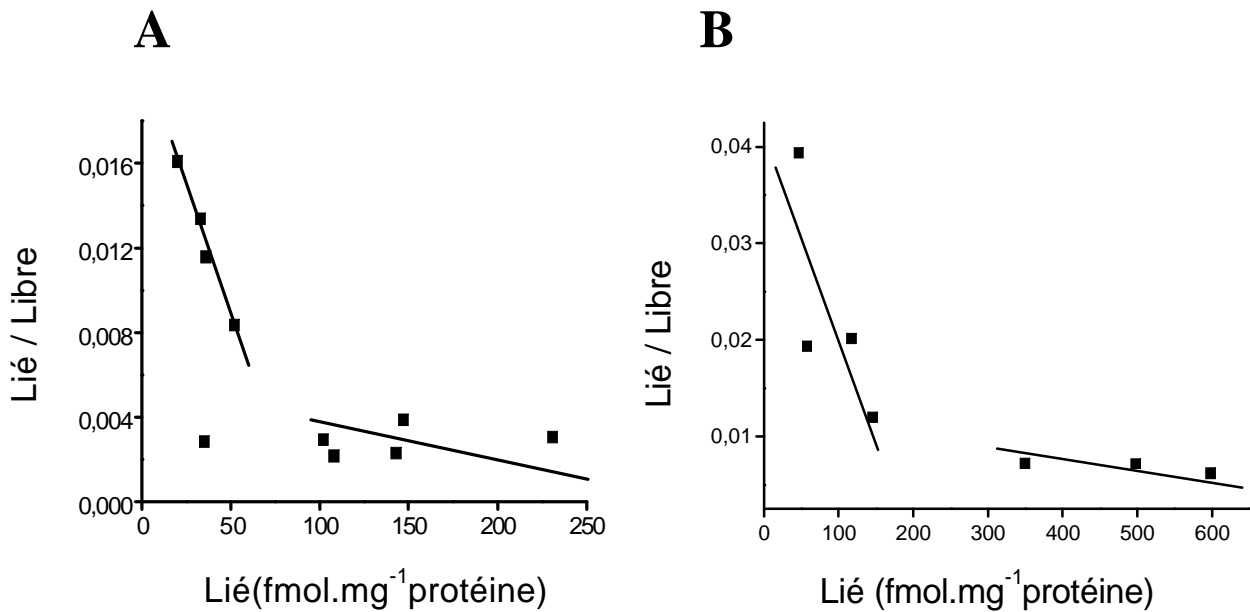 A
0,016
0,012
0,008
0,004
0,000
0 50 100 150 200 250
Lié / Libre
Lié(fmol.mg⁻¹protéine)
B
0,04
0,03
0,02
0,01
0 100 200 300 400 500 600
Lié / Libre
Lié (fmol.mg⁻¹protéine)